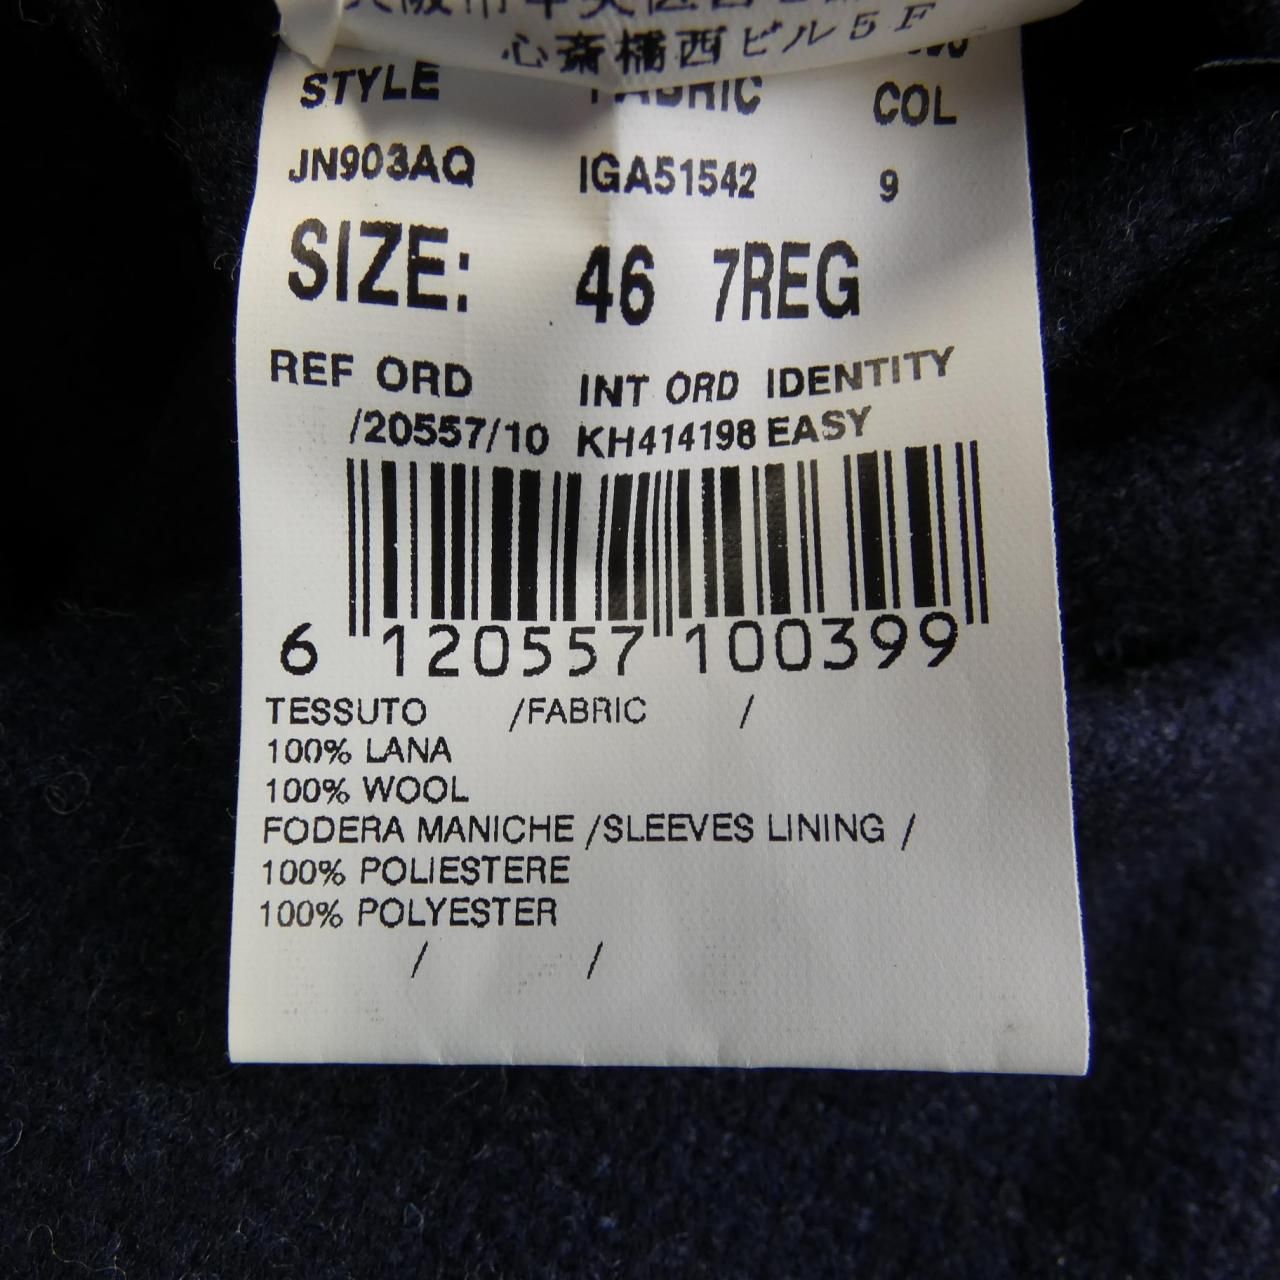 心斎橋西ビル5F
STYLE FABRIC COL
JN903AQ IGA51542 9
SIZE: 46 7REG
REF ORD INT ORD IDENTITY
/20557/10 KH414198 EASY
6 120557 100399
TESSUTO /FABRIC /
100% LANA
100% WOOL
FODERA MANICHE /SLEEVES LINING /
100% POLIESTERE
100% POLYESTER
/ /